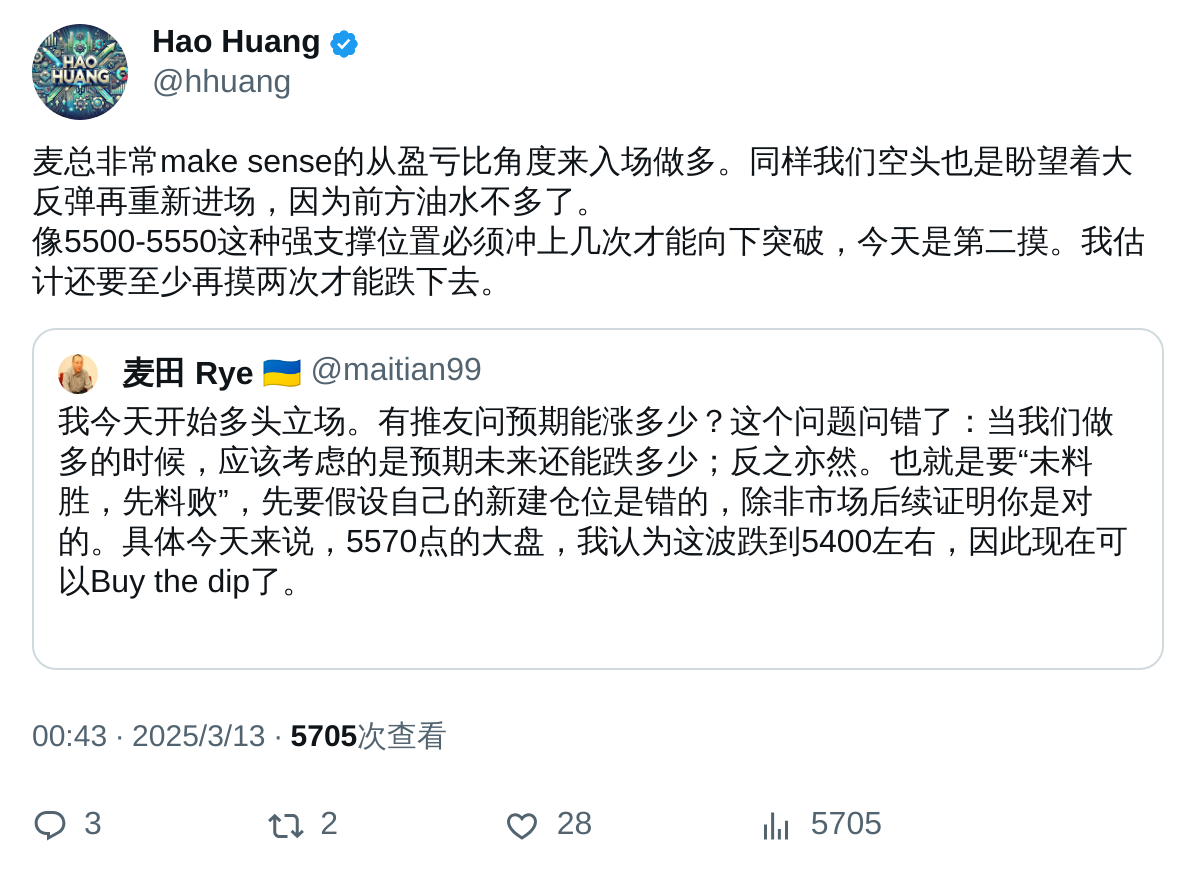 HAO
HUANG
Hao Huang
@hhuang
麦总非常make sense的从盈亏比角度来入场做多。同样我们空头也是盼望着大
反弹再重新进场，因为前方油水不多了。
像5500-5550这种强支撑位置必须冲上几次才能向下突破，今天是第二摸。我估
计还要至少再摸两次才能跌下去。
麦田 Rye 🇺🇦 @maitian99
我今天开始多头立场。有推友问预期能涨多少？这个问题问错了：当我们做
多的时候，应该考虑的是预期未来还能跌多少；反之亦然。也就是要“未料
胜，先料败”，先要假设自己的新建仓位是错的，除非市场后续证明你是对
的。具体今天来说，5570点的大盘，我认为这波跌到5400左右，因此现在可
以Buy the dip了。
00:43 · 2025/3/13 · 5705次查看
3 2 28 5705